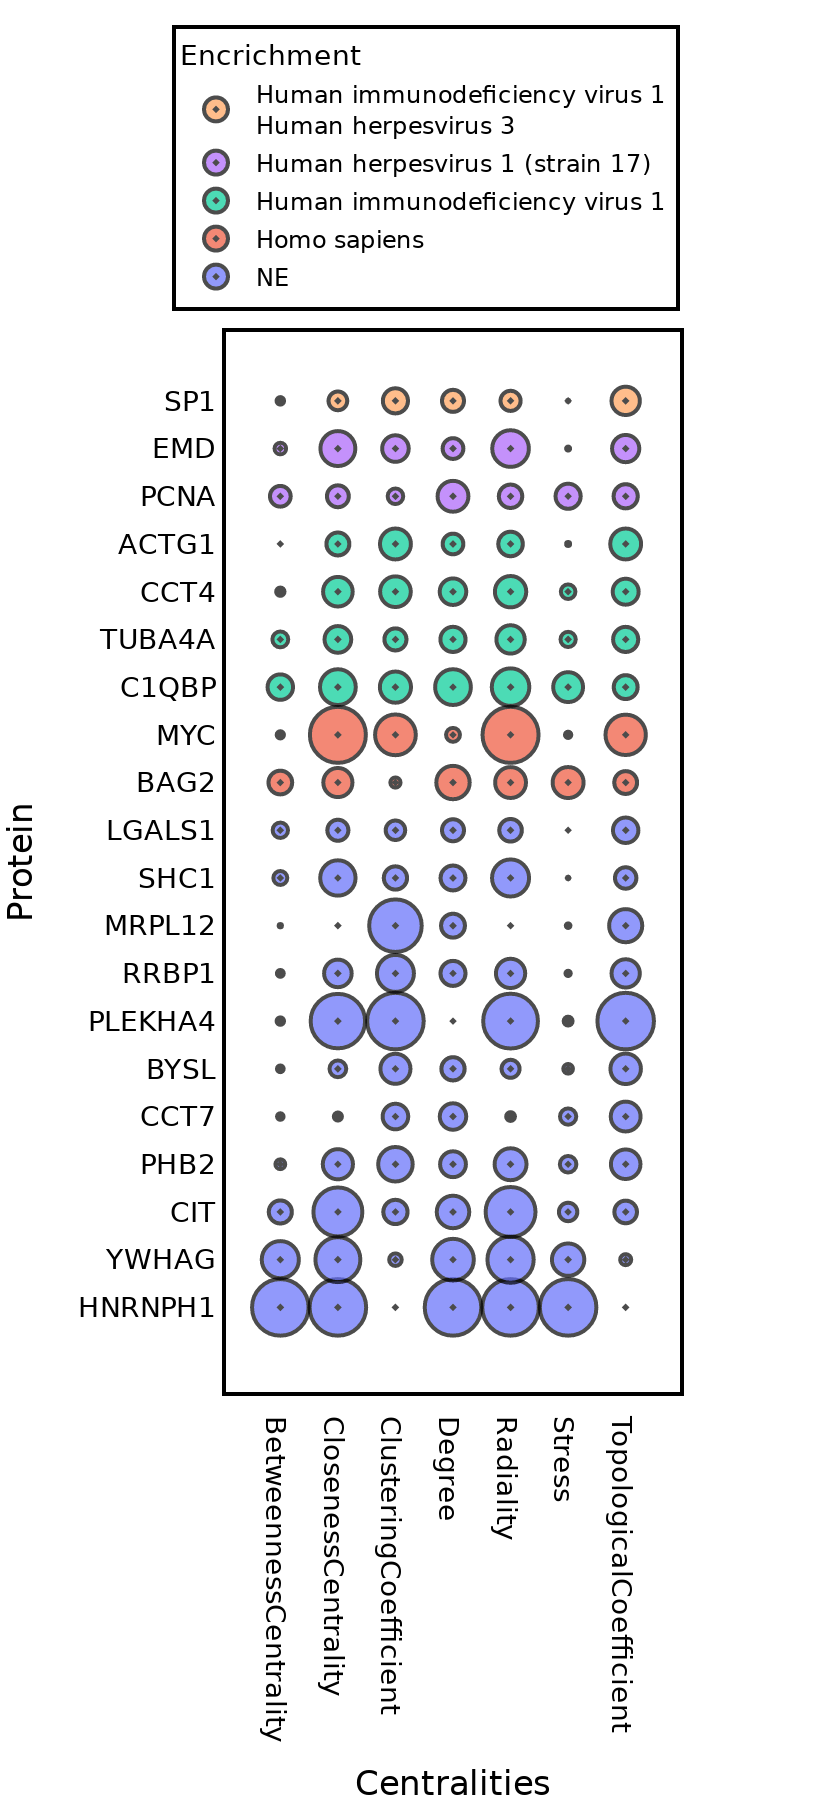 Encrichment
Human immunodeficiency virus 1
Human herpesvirus 3
Human herpesvirus 1 (strain 17)
Human immunodeficiency virus 1
Homo sapiens
NE
SP1
EMD
PCNA
ACTG1
CCT4
TUBA4A
C1QBP
MYC
BAG2
LGALS1
SHC1
MRPL12
RRBP1
PLEKHA4
BYSL
CCT7
PHB2
CIT
YWHAG
HNRNPH1
Protein
BetweennessCentrality
ClosenessCentrality
ClusteringCoefficient
Degree
Radiality
Stress
TopologicalCoefficient
Centralities